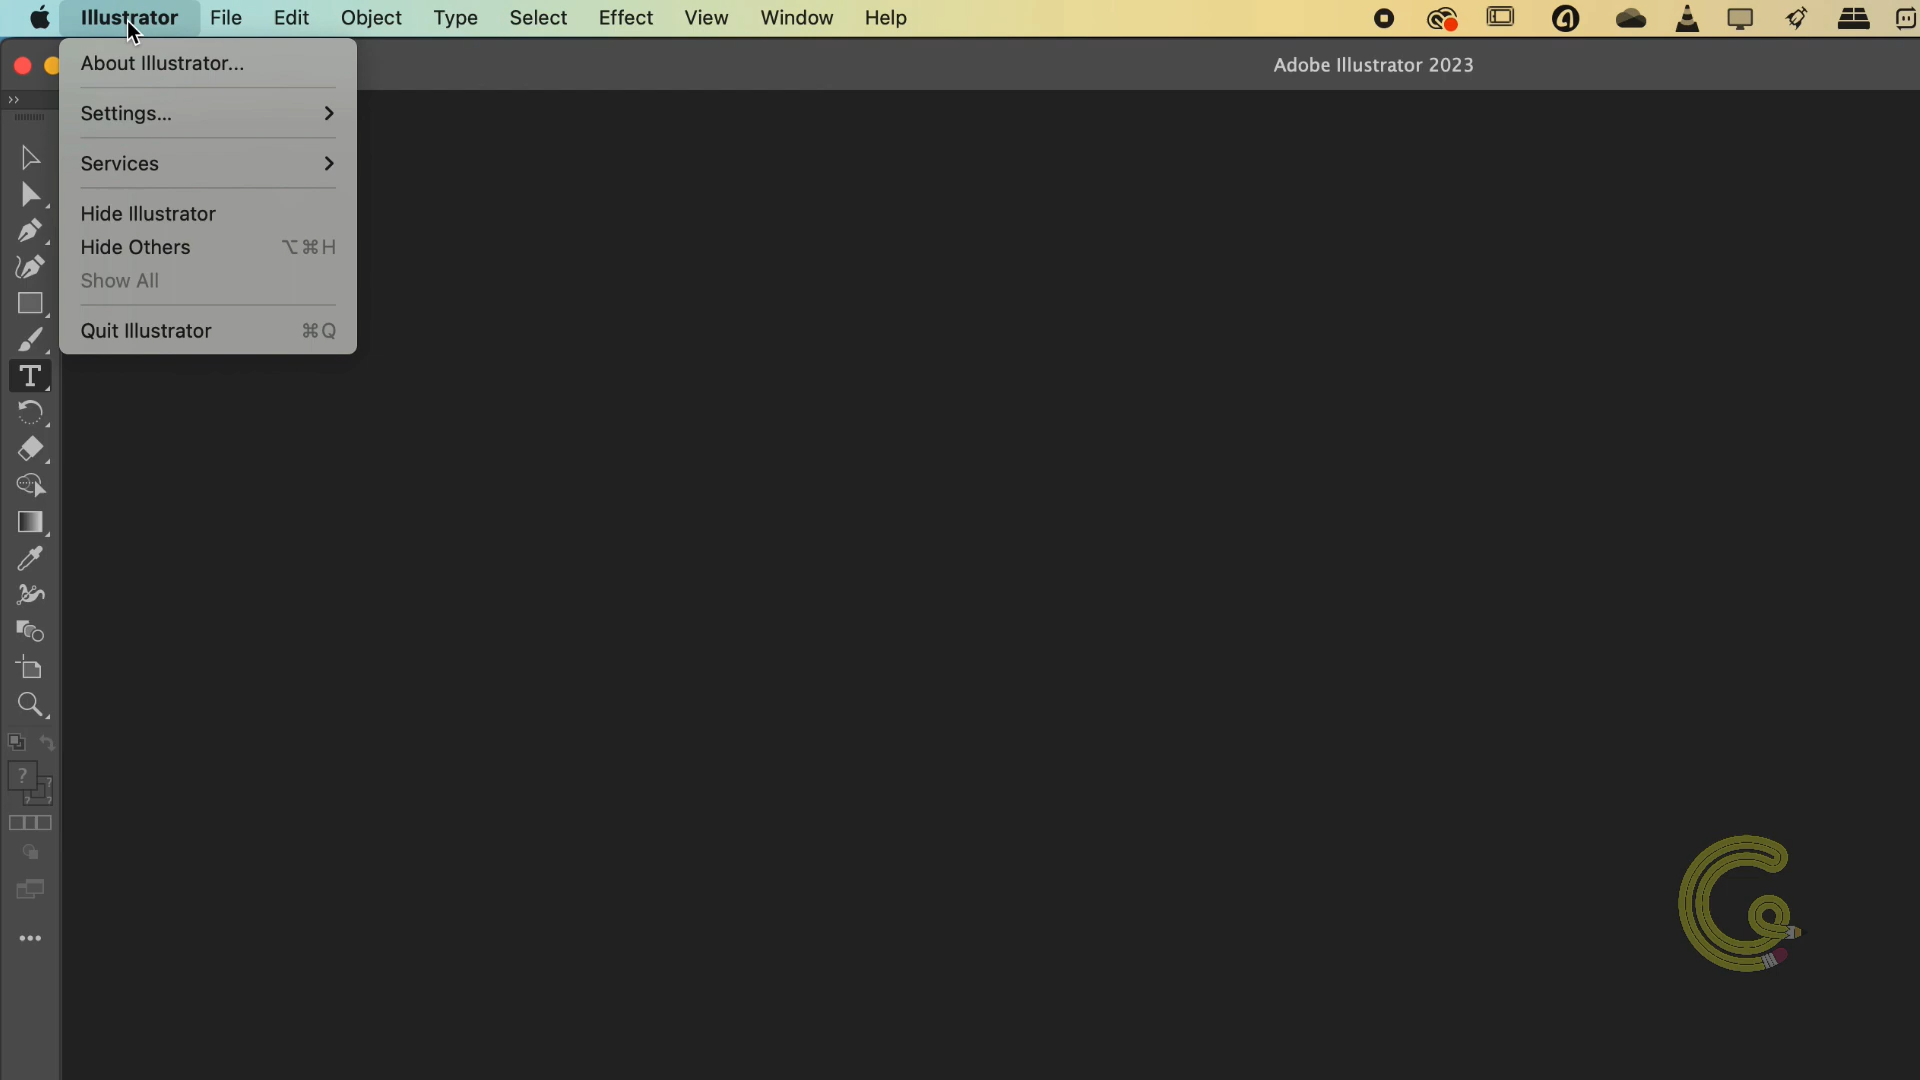 Illustrator File Edit Object Type Select Effect View Window Help
Adobe Illustrator 2023
About Illustrator...
Settings...
Services
Hide Illustrator
Hide Others ⌥⌘H
Show All
Quit Illustrator ⌘Q